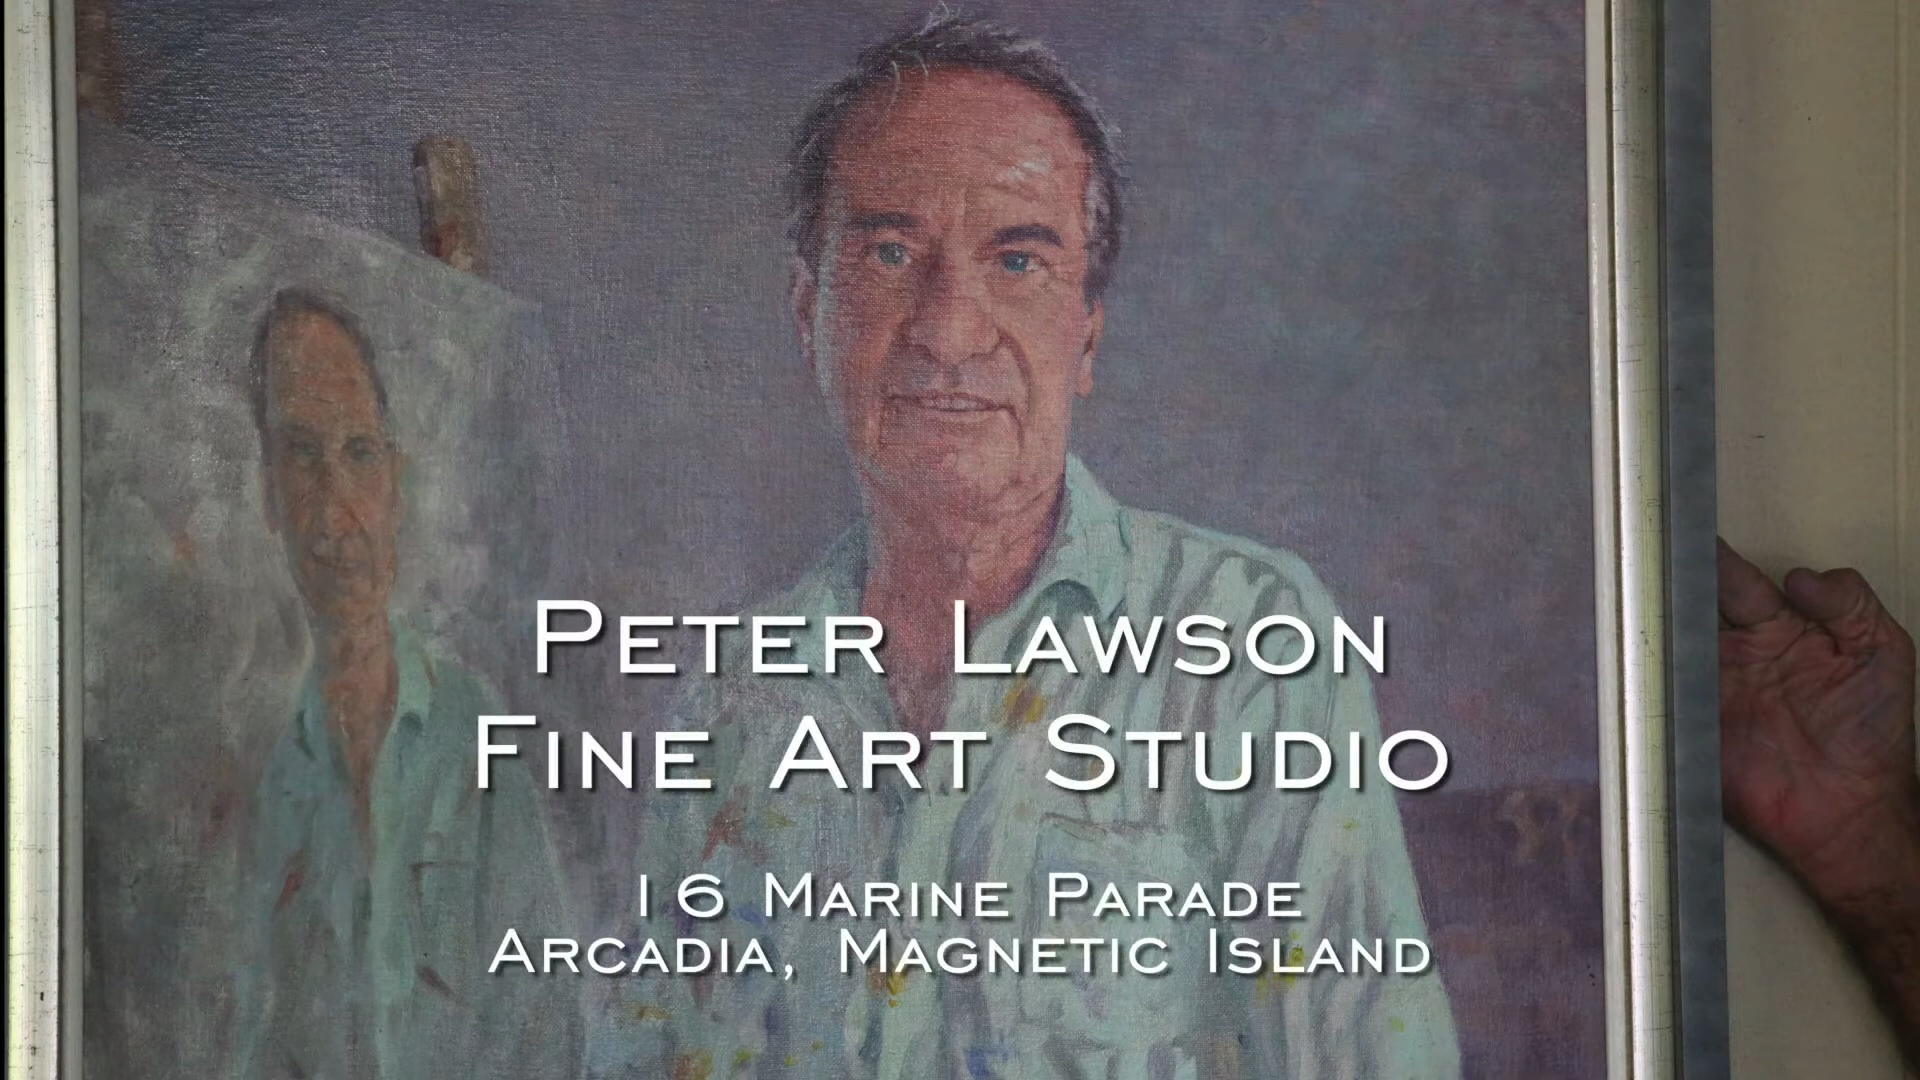 Peter Lawson
Fine Art Studio
16 Marine Parade
Arcadia, Magnetic Island